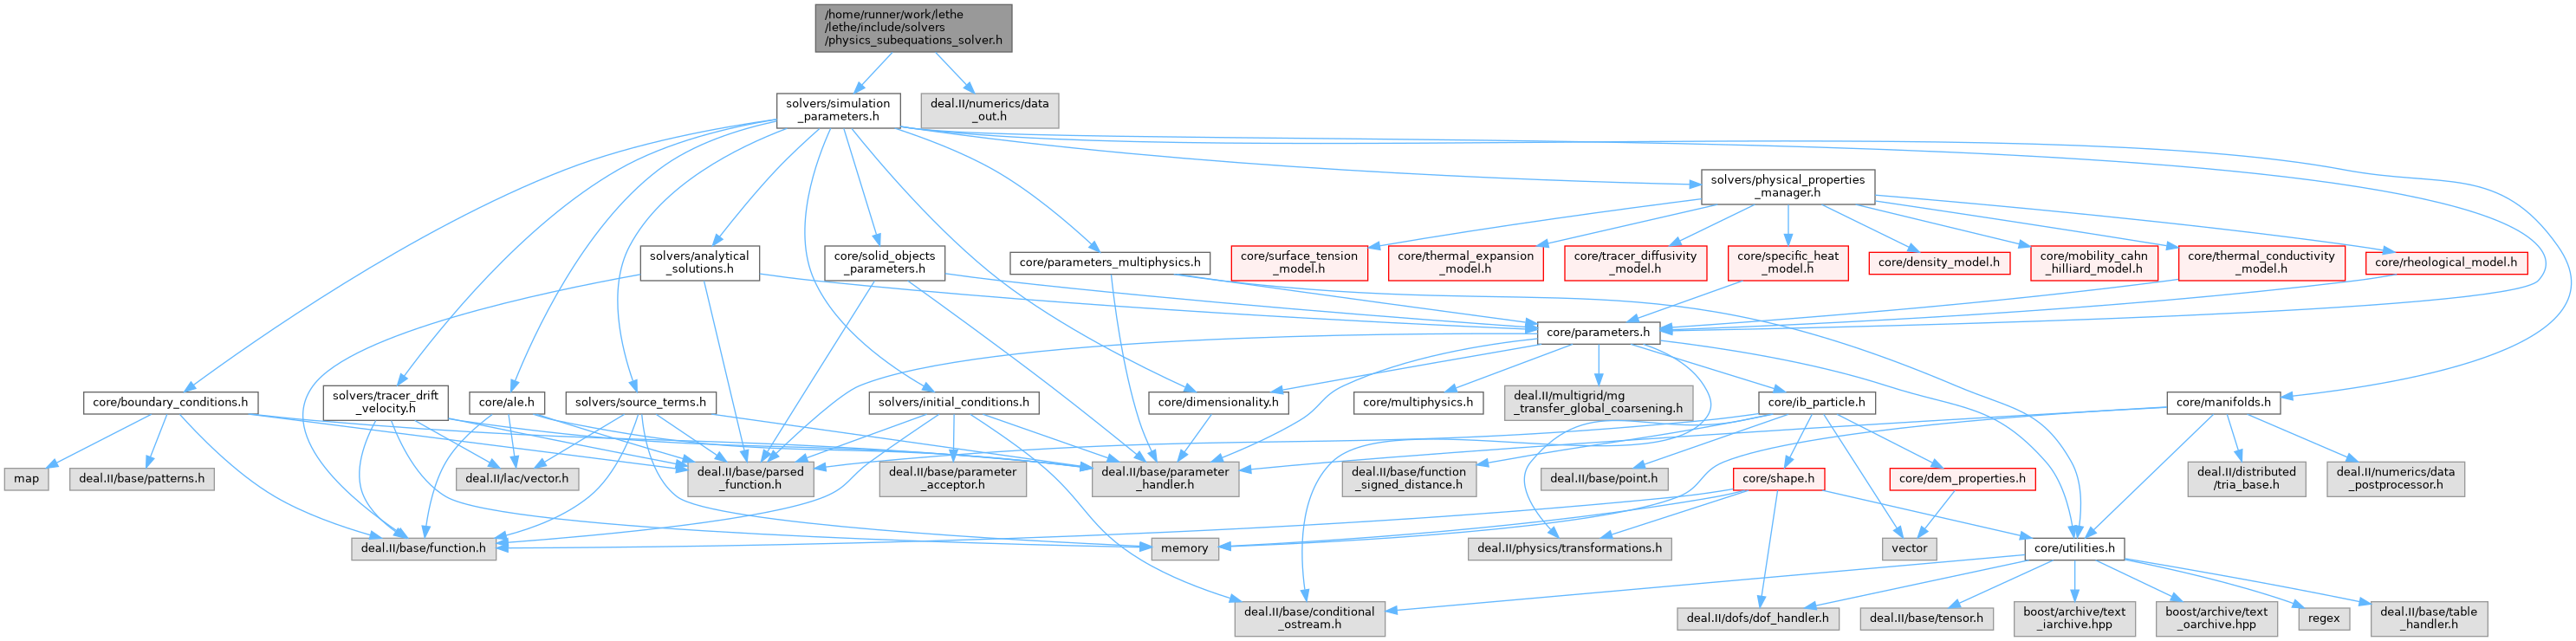 /home/runner/work/lethe
/lethe/include/solvers
/physics_subequations_solver.h
solvers/simulation
_parameters.h
deal.II/numerics/data
_out.h
solvers/physical_properties
_manager.h
solvers/analytical
_solutions.h
core/solid_objects
_parameters.h
core/parameters_multiphysics.h
core/surface_tension
_model.h
core/thermal_expansion
_model.h
core/tracer_diffusivity
_model.h
core/specific_heat
_model.h
core/density_model.h
core/mobility_cahn
_hilliard_model.h
core/thermal_conductivity
_model.h
core/rheological_model.h
core/parameters.h
core/boundary_conditions.h
solvers/tracer_drift
_velocity.h
core/ale.h
solvers/source_terms.h
solvers/initial_conditions.h
core/dimensionality.h
core/multiphysics.h
deal.II/multigrid/mg
_transfer_global_coarsening.h
core/ib_particle.h
core/manifolds.h
map
deal.II/base/patterns.h
deal.II/lac/vector.h
deal.II/base/parsed
_function.h
deal.II/base/parameter
_acceptor.h
deal.II/base/parameter
_handler.h
deal.II/base/function
_signed_distance.h
deal.II/base/point.h
core/shape.h
core/dem_properties.h
deal.II/distributed
/tria_base.h
deal.II/numerics/data
_postprocessor.h
deal.II/base/function.h
memory
deal.II/physics/transformations.h
vector
core/utilities.h
deal.II/base/conditional
_ostream.h
deal.II/dofs/dof_handler.h
deal.II/base/tensor.h
boost/archive/text
_iarchive.hpp
boost/archive/text
_oarchive.hpp
regex
deal.II/base/table
_handler.h